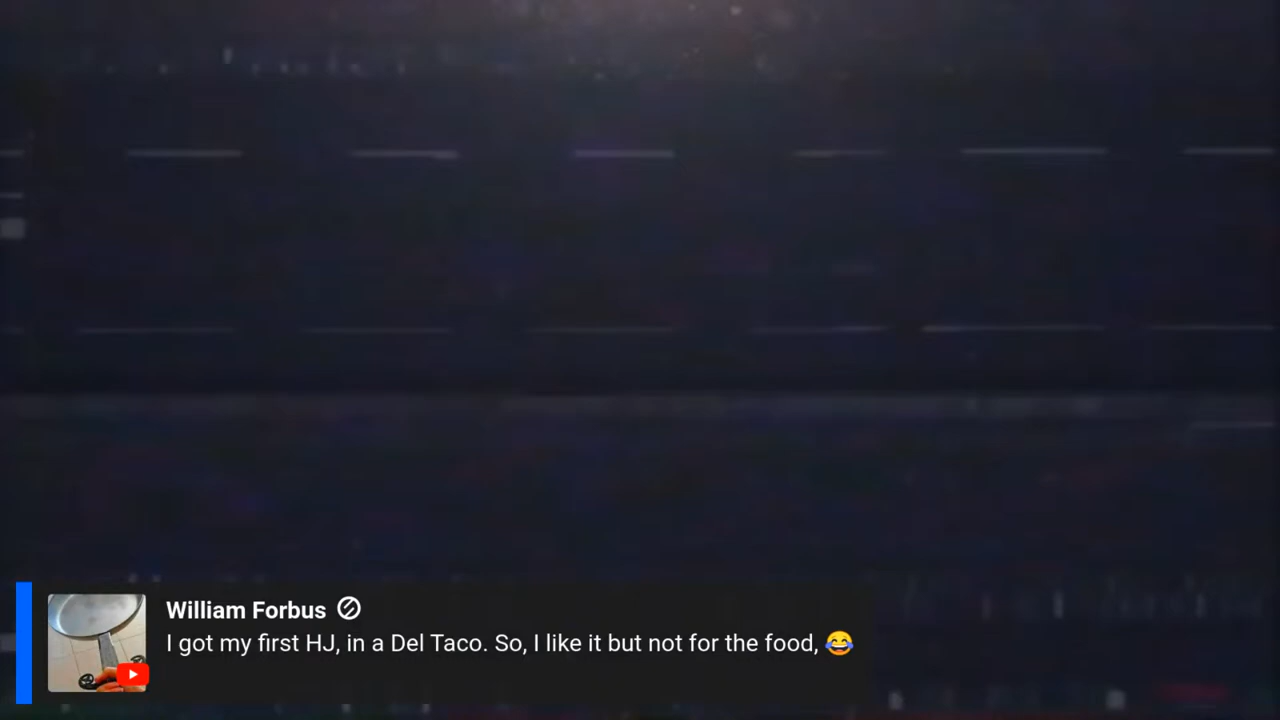 William Forbus
I got my first HJ, in a Del Taco. So, I like it but not for the food, 😂